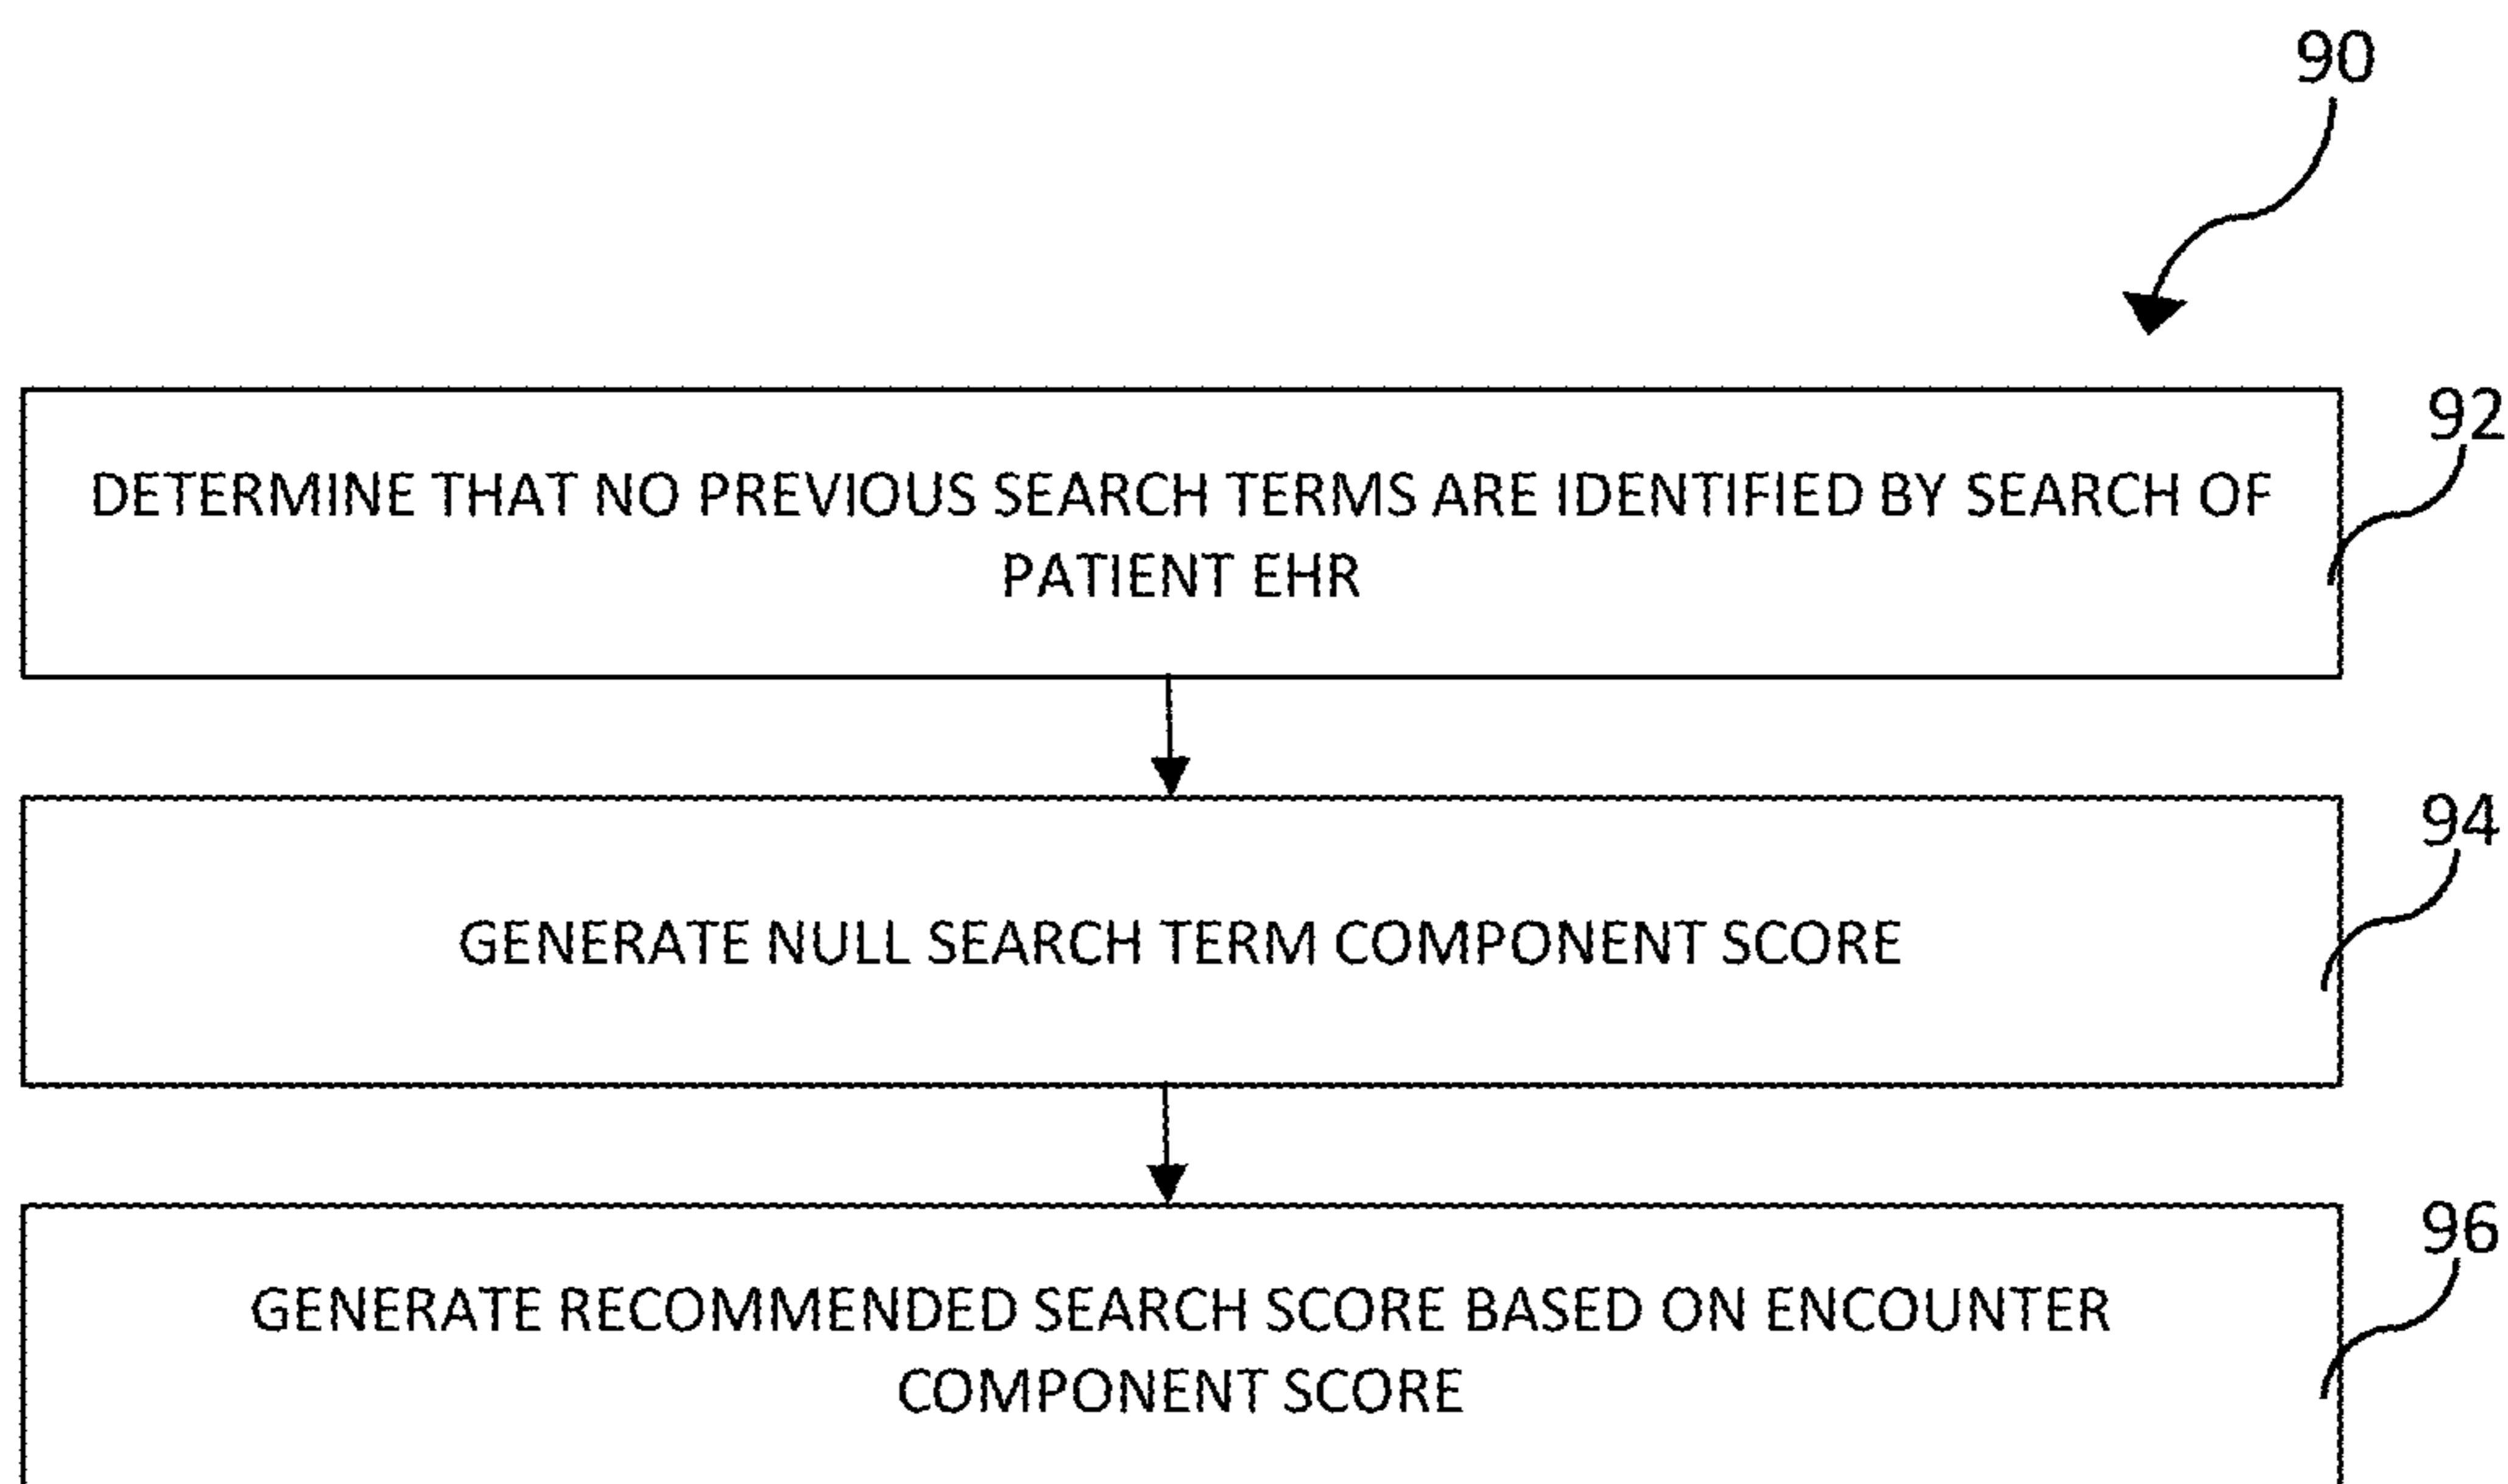 90
92
DETERMINE THAT NO PREVIOUS SEARCH TERMS ARE IDENTIFIED BY SEARCH OF
PATIENT EHR
94
GENERATE NULL SEARCH TERM COMPONENT SCORE
96
GENERATE RECOMMENDED SEARCH SCORE BASED ON ENCOUNTER
COMPONENT SCORE